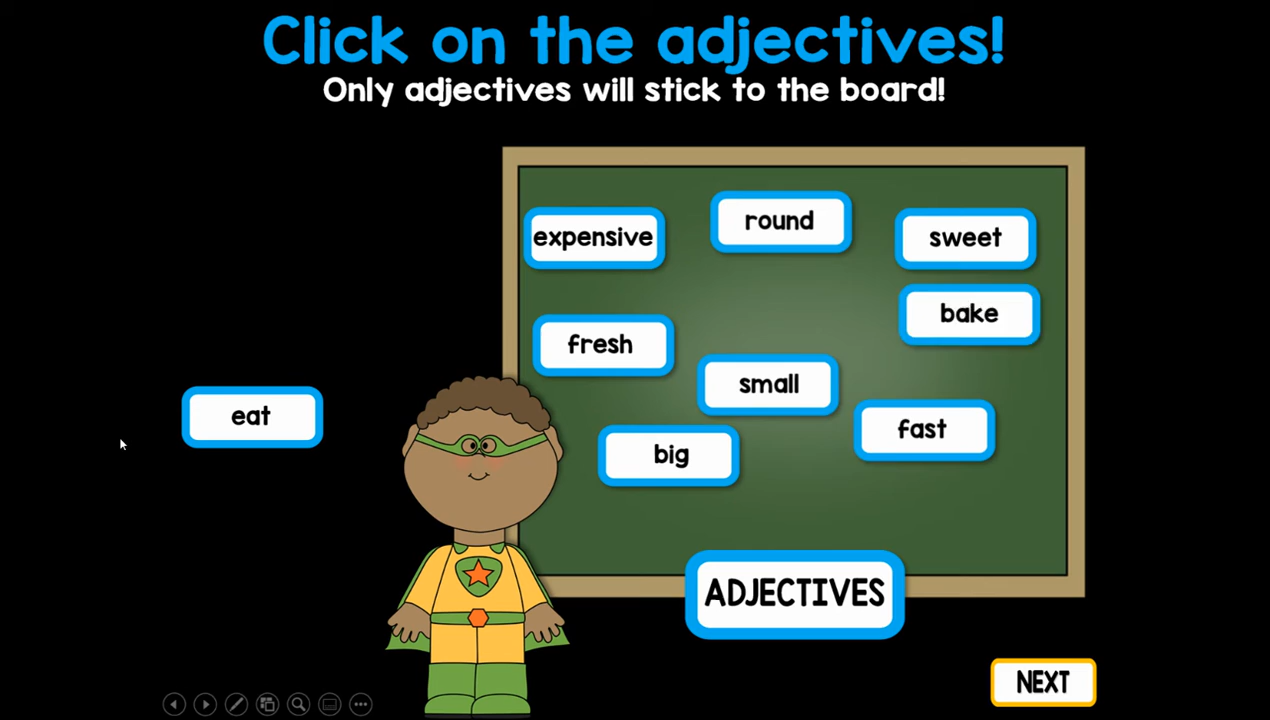 Click on the adjectives!
Only adjectives will stick to the board!
expensive
round
sweet
bake
fresh
small
eat
fast
big
ADJECTIVES
NEXT